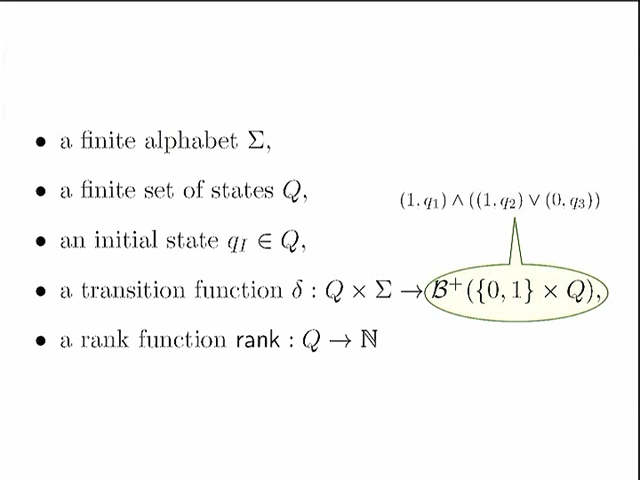 • a finite alphabet Σ,
• a finite set of states Q,
(1, q₁) ∧ ((1, q₂) ∨ (0, q₃))
• an initial state q_I ∈ Q,
• a transition function δ : Q × Σ → 𝓑⁺({0, 1} × Q),
• a rank function rank : Q → ℕ